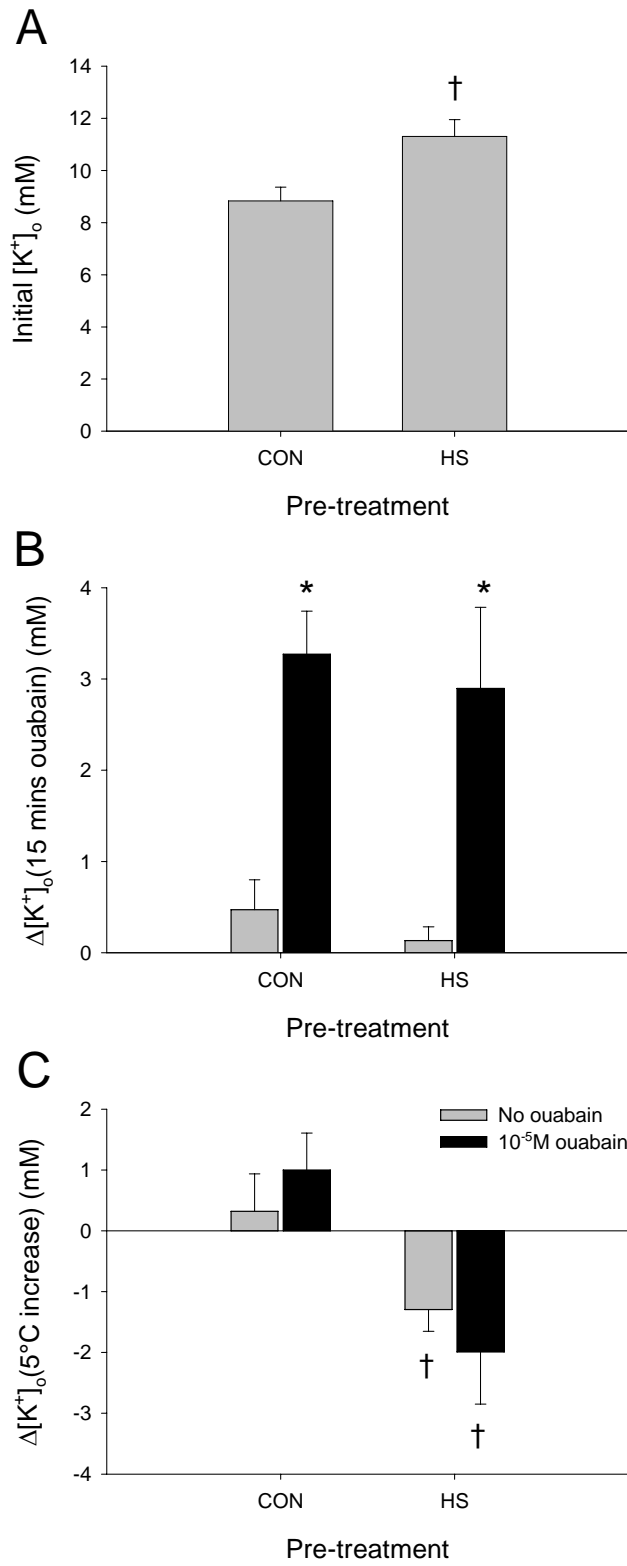 A
14
12
10
8
6
4
2
0
Initial [K⁺]ₒ (mM)
†
CON HS
Pre-treatment
B
4
3
2
1
0
Δ[K⁺]ₒ(15 mins ouabain) (mM)
* *
CON HS
Pre-treatment
C
2
1
0
-1
-2
-3
-4
Δ[K⁺]ₒ(5°C increase) (mM)
No ouabain
10⁻⁵M ouabain
†
†
CON HS
Pre-treatment